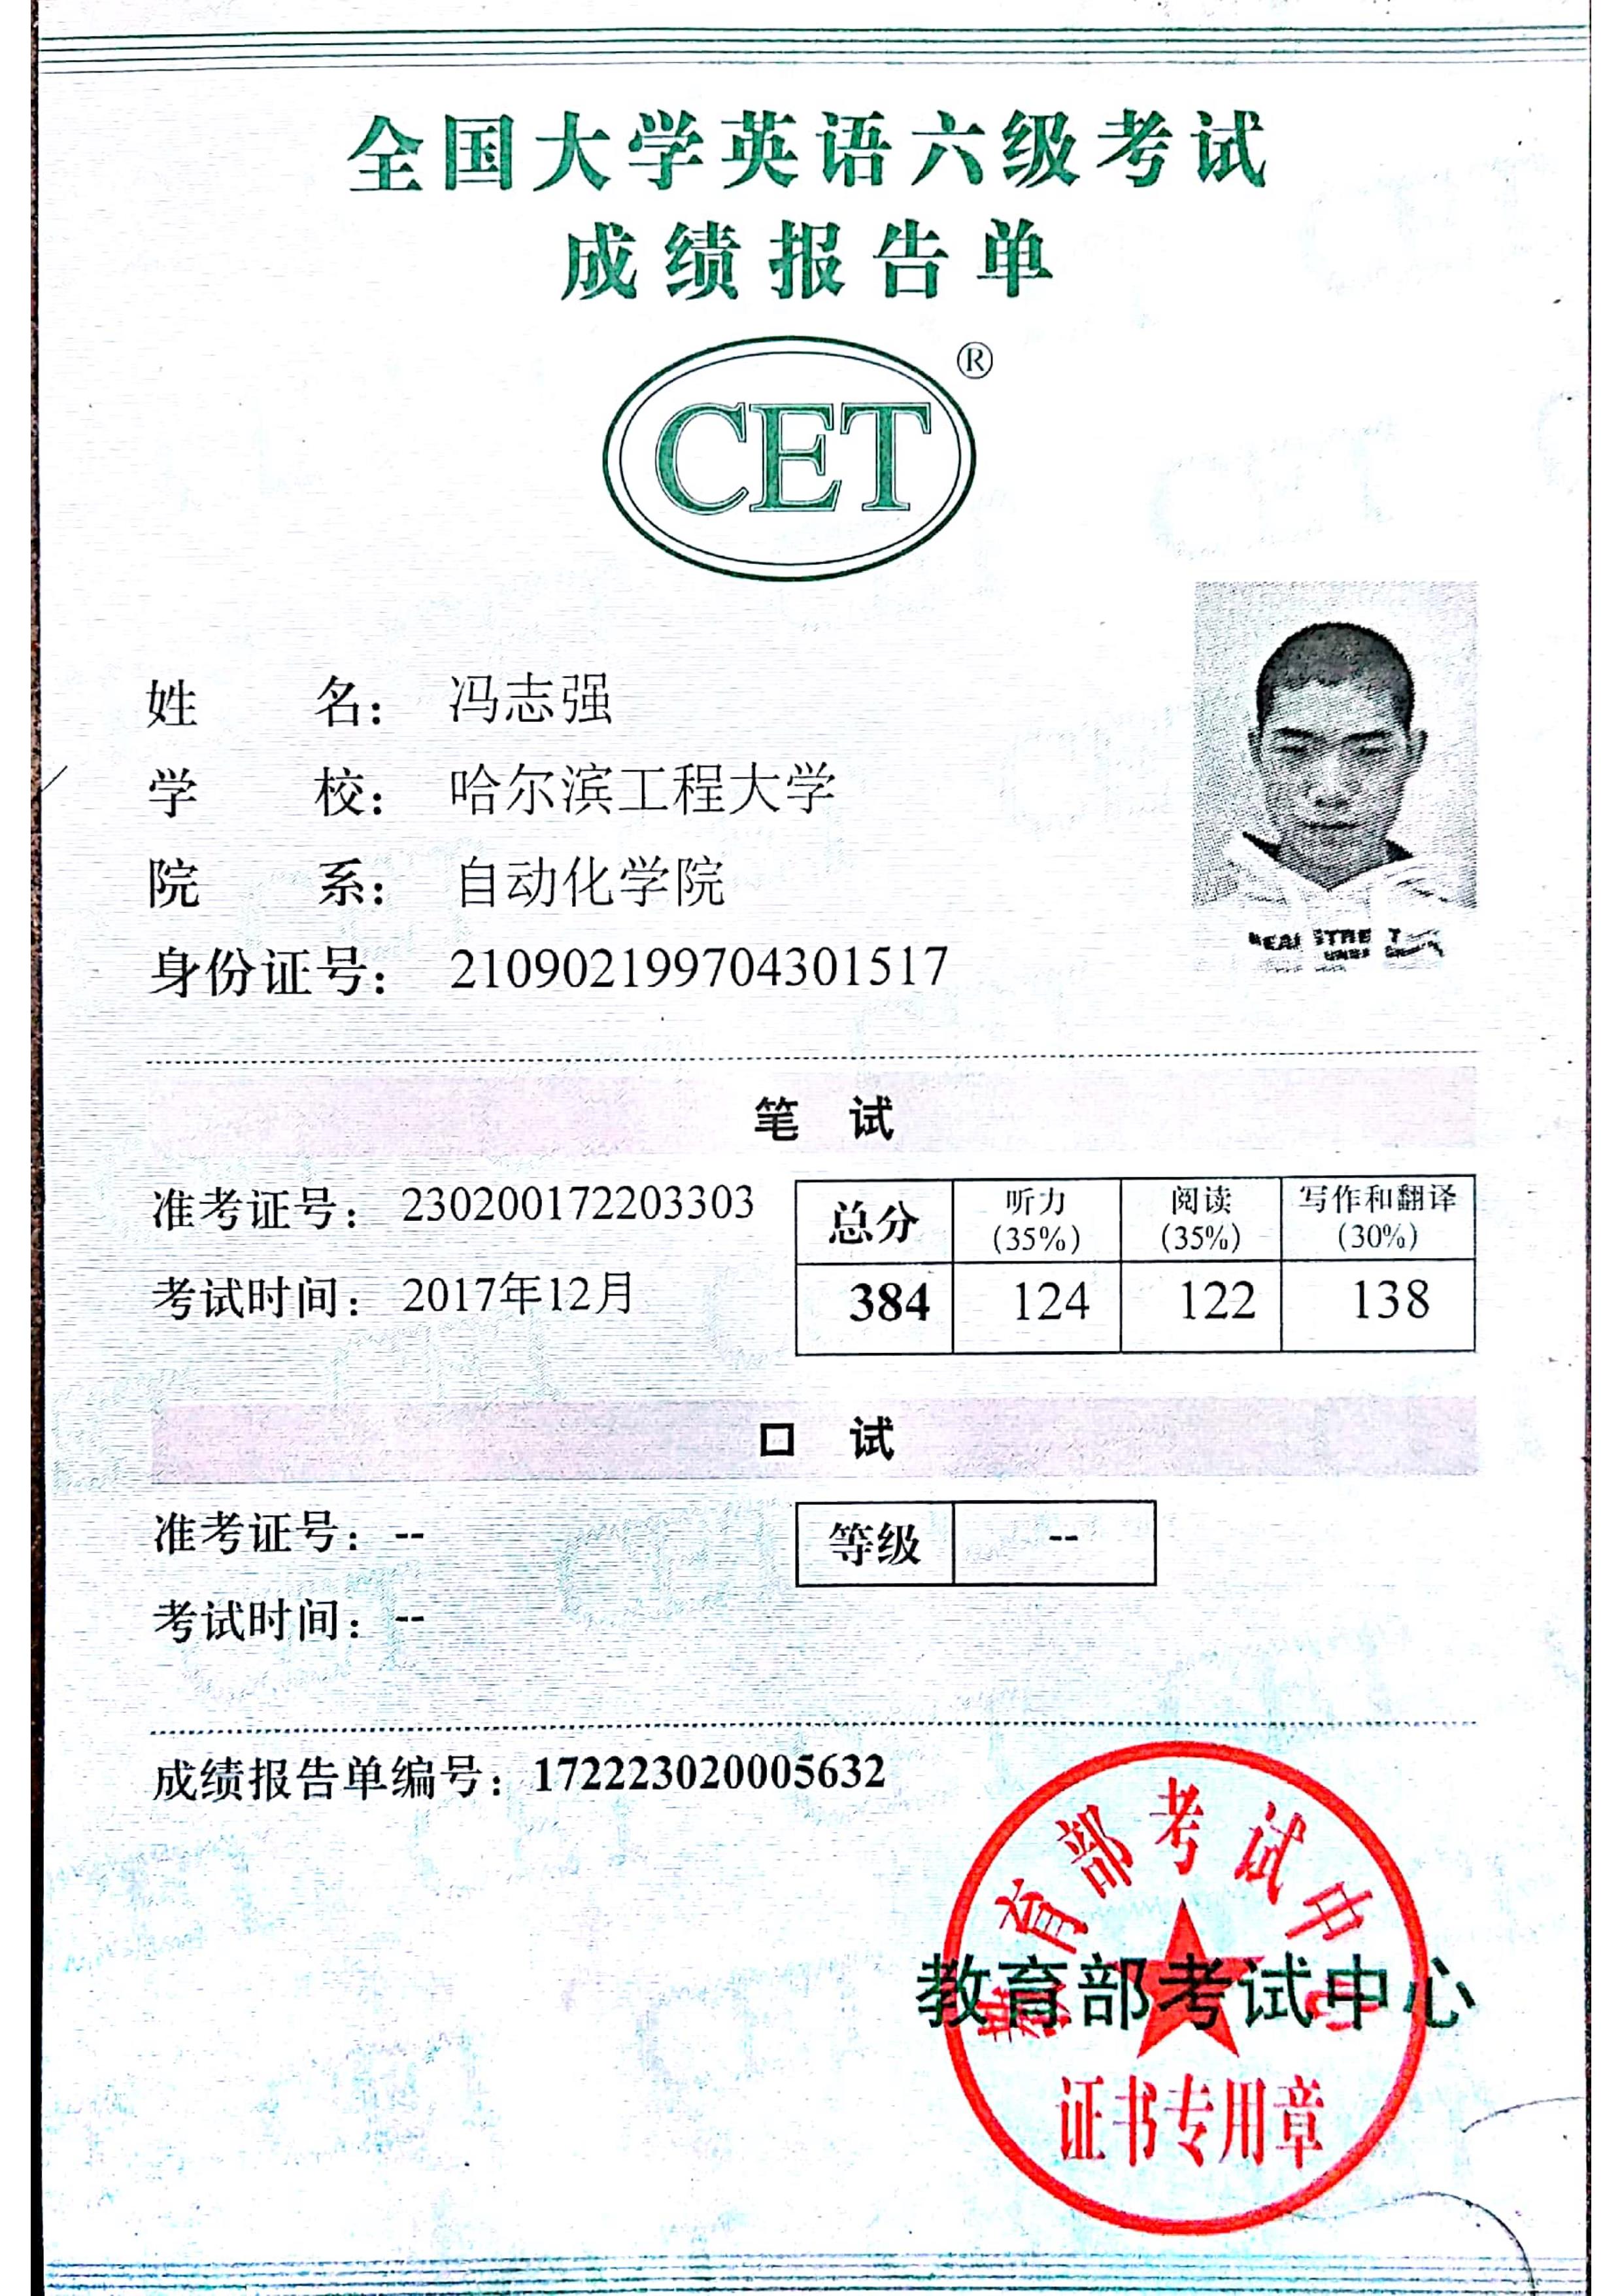 全国大学英语六级考试
成绩报告单
CET®
姓名： 冯志强
学校： 哈尔滨工程大学
院系： 自动化学院
身份证号： 210902199704301517
笔 试
准考证号： 230200172203303
考试时间： 2017年12月
总分 听力(35%) 阅读(35%) 写作和翻译(30%)
384 124 122 138
口 试
准考证号： --
等级 --
考试时间： --
成绩报告单编号：172223020005632
教育部考试中心
教育部考试中心
证书专用章